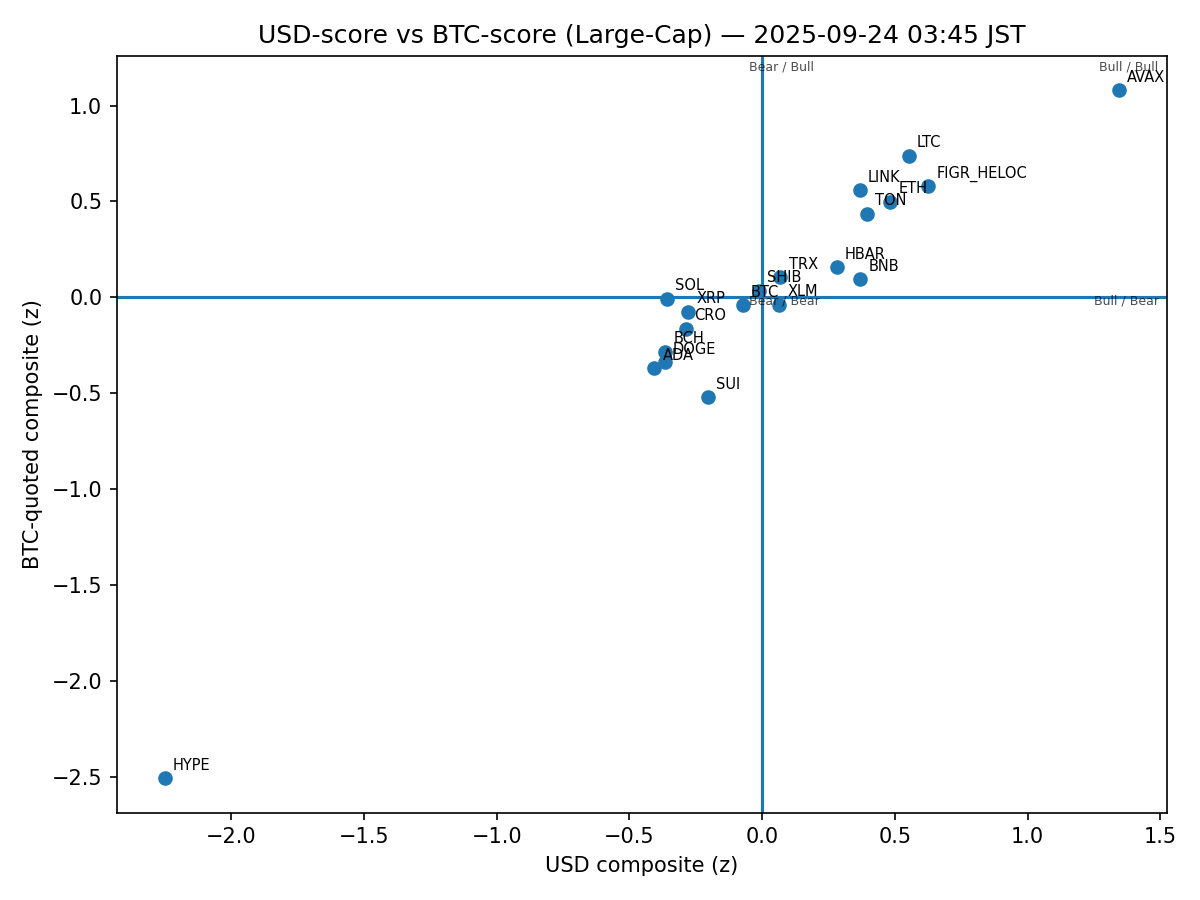 USD-score vs BTC-score (Large-Cap) — 2025-09-24 03:45 JST
Bear / Bull
Bull / Bull
AVAX
LTC
LINK
FIGR_HELOC
ETH
TON
HBAR
BNB
TRX
SHIB
SOL
XRP
BTC
XLM
Bear / Bear
Bull / Bear
CRO
BCH
DOGE
ADA
SUI
HYPE
1.0
0.5
0.0
−0.5
−1.0
−1.5
−2.0
−2.5
BTC-quoted composite (z)
−2.0
−1.5
−1.0
−0.5
0.0
0.5
1.0
1.5
USD composite (z)